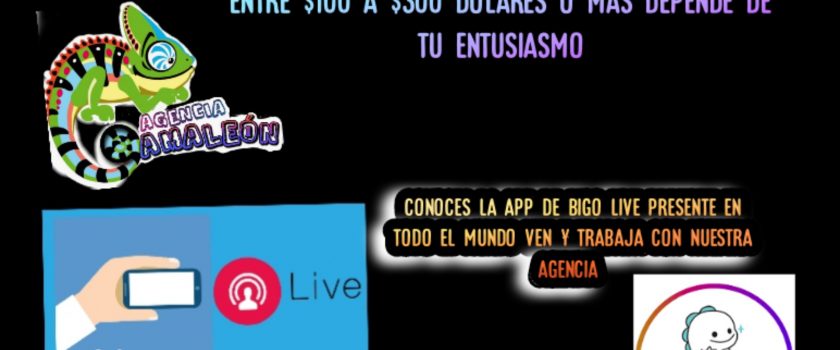 ENTRE $100 A $300 DOLARES O MAS DEPENDE DE
TU ENTUSIASMO
AGENCIA
CAMALEÓN
CONOCES LA APP DE BIGO LIVE PRESENTE EN
TODO EL MUNDO VEN Y TRABAJA CON NUESTRA
AGENCIA
Live